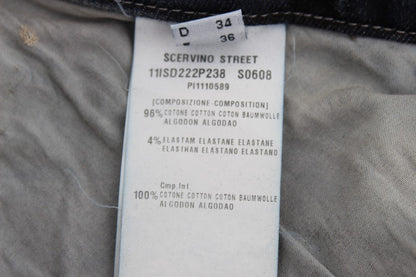 D 34
I 36
SCERVINO STREET
11ISD222P238 S0608
PI1110589
(COMPOSIZIONE-COMPOSITION)
96% COTONE COTTON COTON BAUMWOLLE
ALGODON ALGODAO
4% ELASTAM ELASTANE ELASTANE
ELASTHAN ELASTANO ELASTANO
Cmp.Int
100% COTONE COTTON COTON BAUMWOLLE
ALGODON ALGODAO